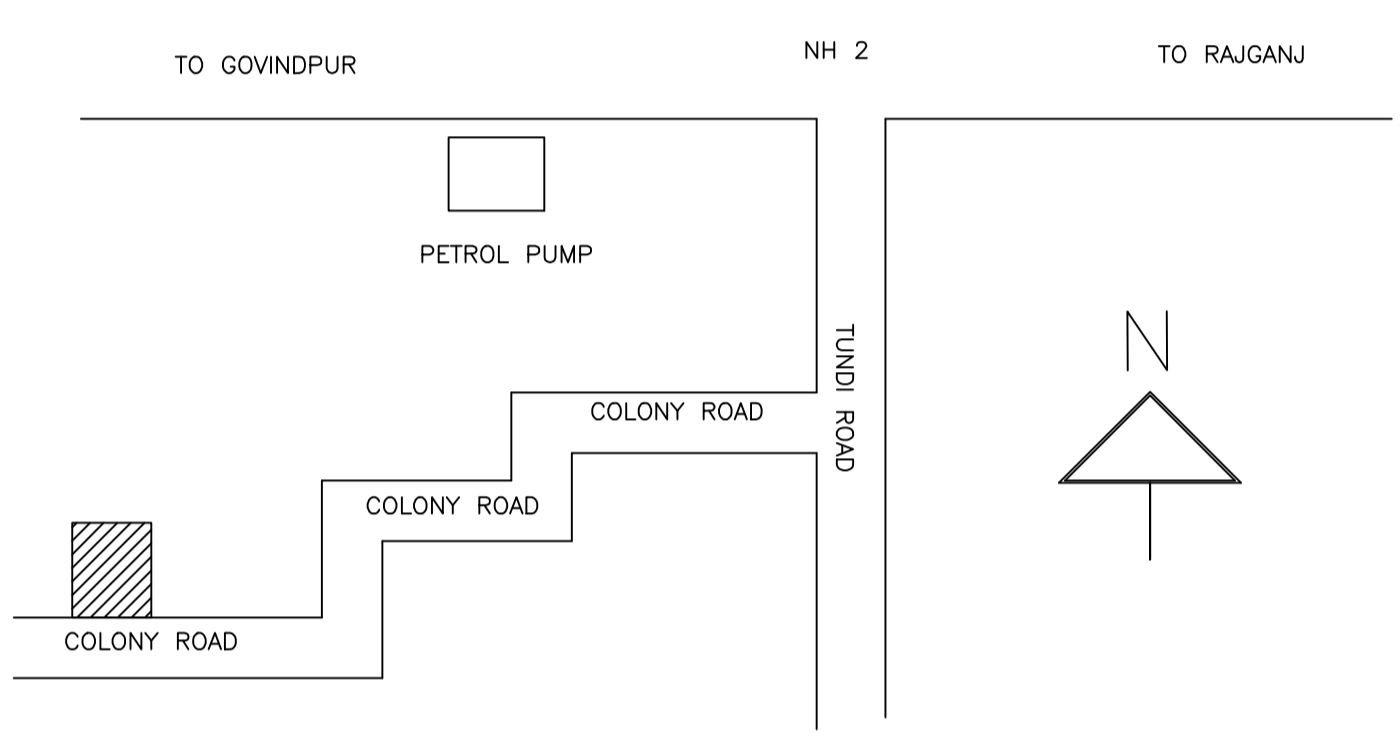 TO GOVINDPUR
NH 2
TO RAJGANJ
PETROL PUMP
TUNDI ROAD
N
COLONY ROAD
COLONY ROAD
COLONY ROAD